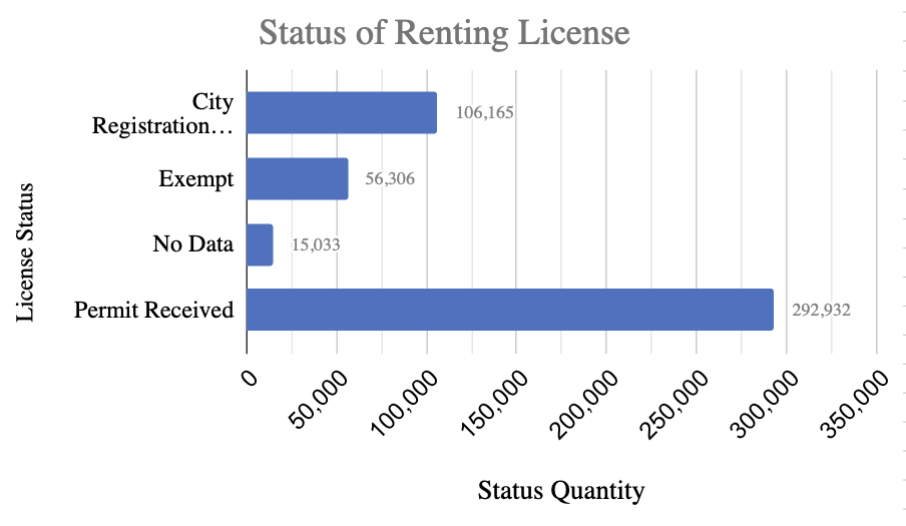 Status of Renting License
City
Registration…
106,165
Exempt
56,306
No Data
15,033
Permit Received
292,932
License Status
0
50,000
100,000
150,000
200,000
250,000
300,000
350,000
Status Quantity